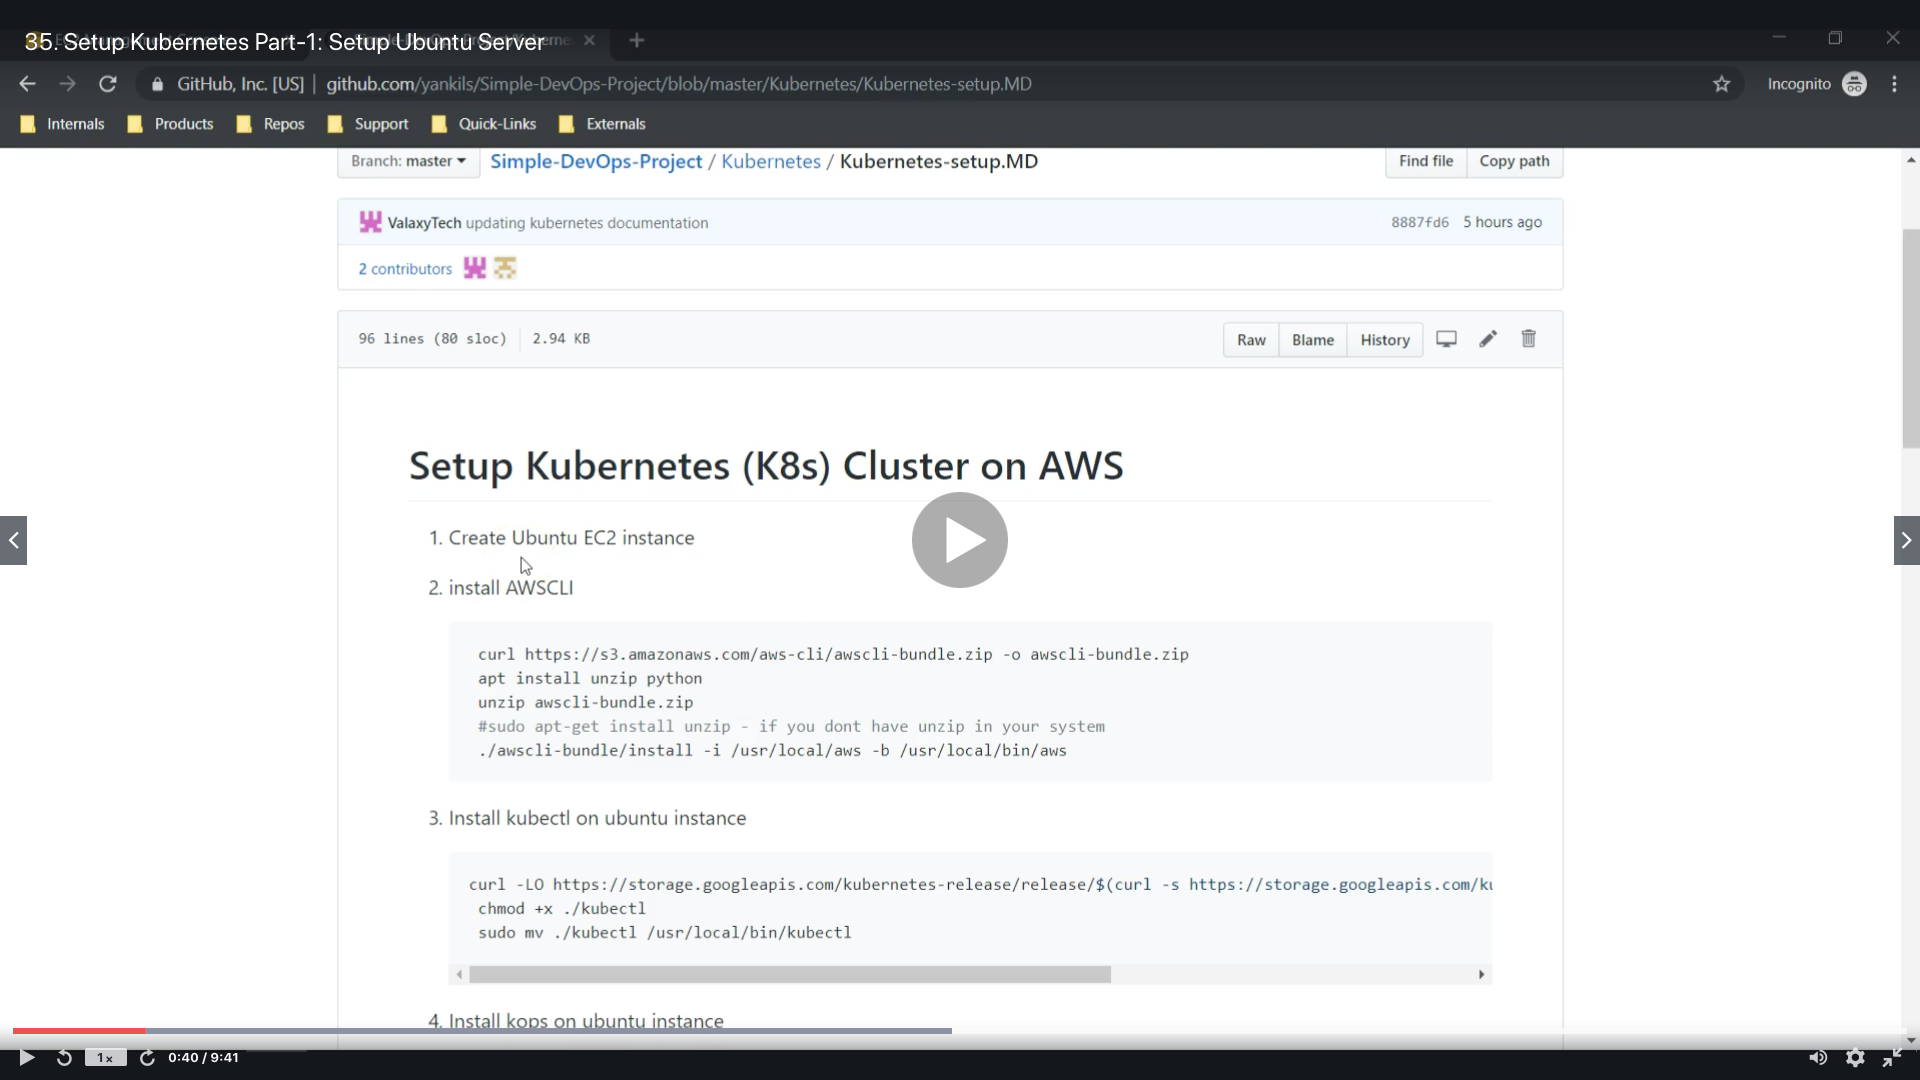 35. Setup Kubernetes Part-1: Setup Ubuntu Server
GitHub, Inc. [US] | github.com/yankils/Simple-DevOps-Project/blob/master/Kubernetes/Kubernetes-setup.MD
Incognito
Internals Products Repos Support Quick-Links Externals
Branch: master Simple-DevOps-Project / Kubernetes / Kubernetes-setup.MD Find file Copy path
ValaxyTech updating kubernetes documentation 8887fd6 5 hours ago
2 contributors
96 lines (80 sloc) 2.94 KB Raw Blame History
Setup Kubernetes (K8s) Cluster on AWS
1. Create Ubuntu EC2 instance
2. install AWSCLI
curl https://s3.amazonaws.com/aws-cli/awscli-bundle.zip -o awscli-bundle.zip
apt install unzip python
unzip awscli-bundle.zip
#sudo apt-get install unzip - if you dont have unzip in your system
./awscli-bundle/install -i /usr/local/aws -b /usr/local/bin/aws
3. Install kubectl on ubuntu instance
curl -LO https://storage.googleapis.com/kubernetes-release/release/$(curl -s https://storage.googleapis.com/ku
chmod +x ./kubectl
sudo mv ./kubectl /usr/local/bin/kubectl
4. Install kops on ubuntu instance
1x 0:40 / 9:41